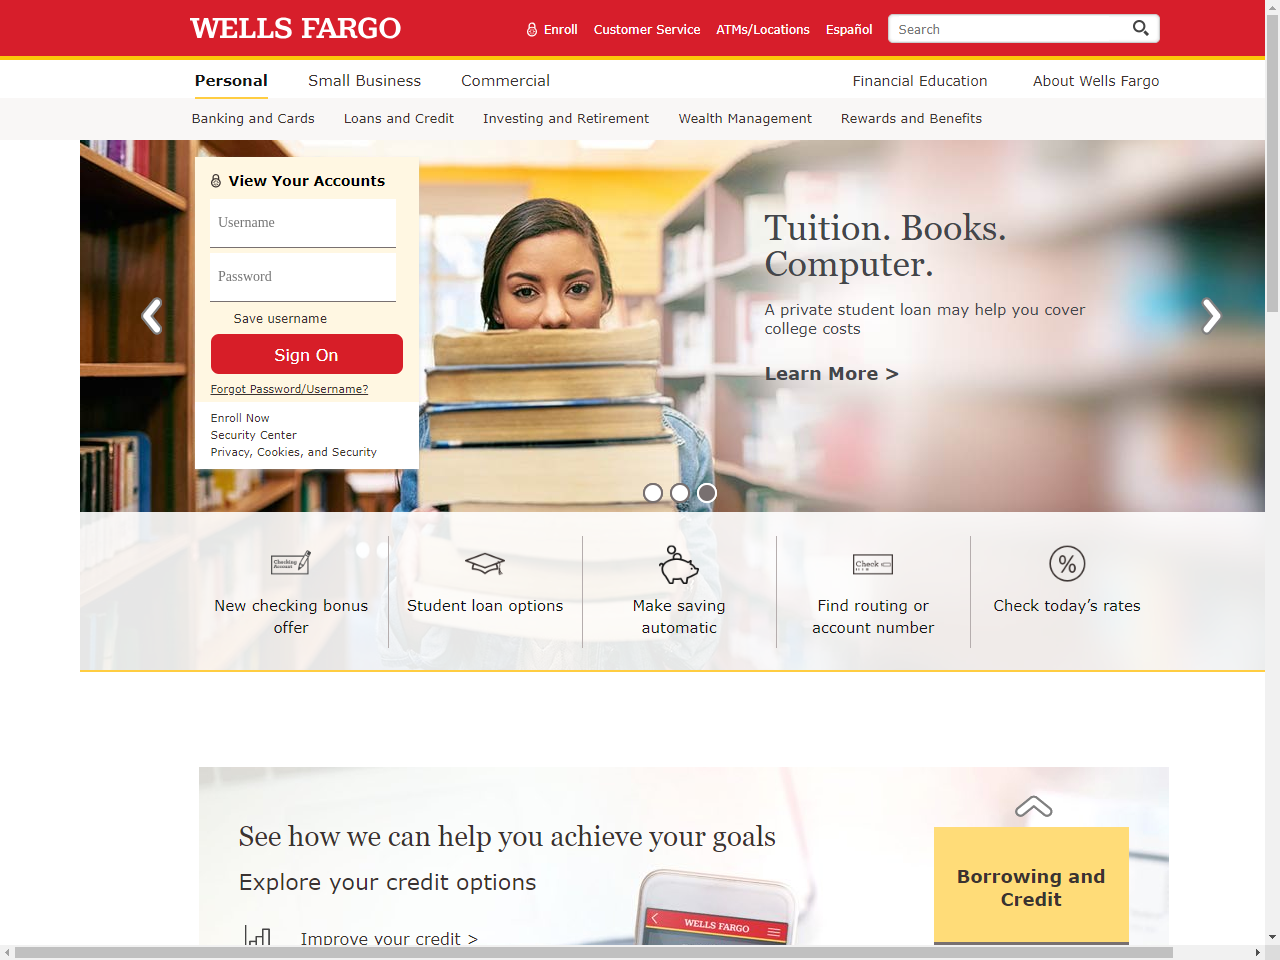 WELLS FARGO
Enroll
Customer Service
ATMs/Locations
Español
Search
Personal
Small Business
Commercial
Financial Education
About Wells Fargo
Banking and Cards
Loans and Credit
Investing and Retirement
Wealth Management
Rewards and Benefits
View Your Accounts
Username
Password
Save username
Sign On
Forgot Password/Username?
Enroll Now
Security Center
Privacy, Cookies, and Security
Tuition. Books.
Computer.
A private student loan may help you cover
college costs
Learn More >
Checking
Account
New checking bonus
offer
Student loan options
Make saving
automatic
Check
Find routing or
account number
%
Check today’s rates
See how we can help you achieve your goals
Explore your credit options
Improve your credit >
WELLS FARGO
Borrowing and
Credit